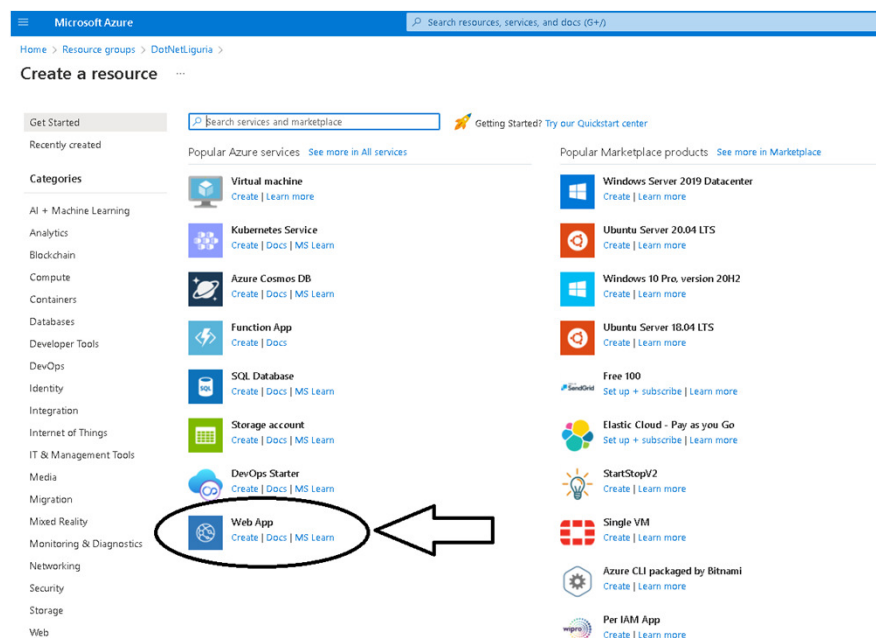 Microsoft Azure
Search resources, services, and docs (G+/)
Home > Resource groups > DotNetLiguria >
Create a resource ...
Get Started
Recently created
Categories
AI + Machine Learning
Analytics
Blockchain
Compute
Containers
Databases
Developer Tools
DevOps
Identity
Integration
Internet of Things
IT & Management Tools
Media
Migration
Mixed Reality
Monitoring & Diagnostics
Networking
Security
Storage
Web
Search services and marketplace
Getting Started? Try our Quickstart center
Popular Azure services See more in All services
Virtual machine
Create | Learn more
Kubernetes Service
Create | Docs | MS Learn
Azure Cosmos DB
Create | Docs | MS Learn
Function App
Create | Docs
SQL
SQL Database
Create | Docs | MS Learn
Storage account
Create | Docs | MS Learn
DevOps Starter
Create | Docs | MS Learn
Web App
Create | Docs | MS Learn
Popular Marketplace products See more in Marketplace
Windows Server 2019 Datacenter
Create | Learn more
Ubuntu Server 20.04 LTS
Create | Learn more
Windows 10 Pro, version 20H2
Create | Learn more
Ubuntu Server 18.04 LTS
Create | Learn more
SendGrid
Free 100
Set up + subscribe | Learn more
Elastic Cloud - Pay as you Go
Set up + subscribe | Learn more
StartStopV2
Create | Learn more
Single VM
Create | Learn more
Azure CLI packaged by Bitnami
Create | Learn more
wipro
Per IAM App
Create | Learn more